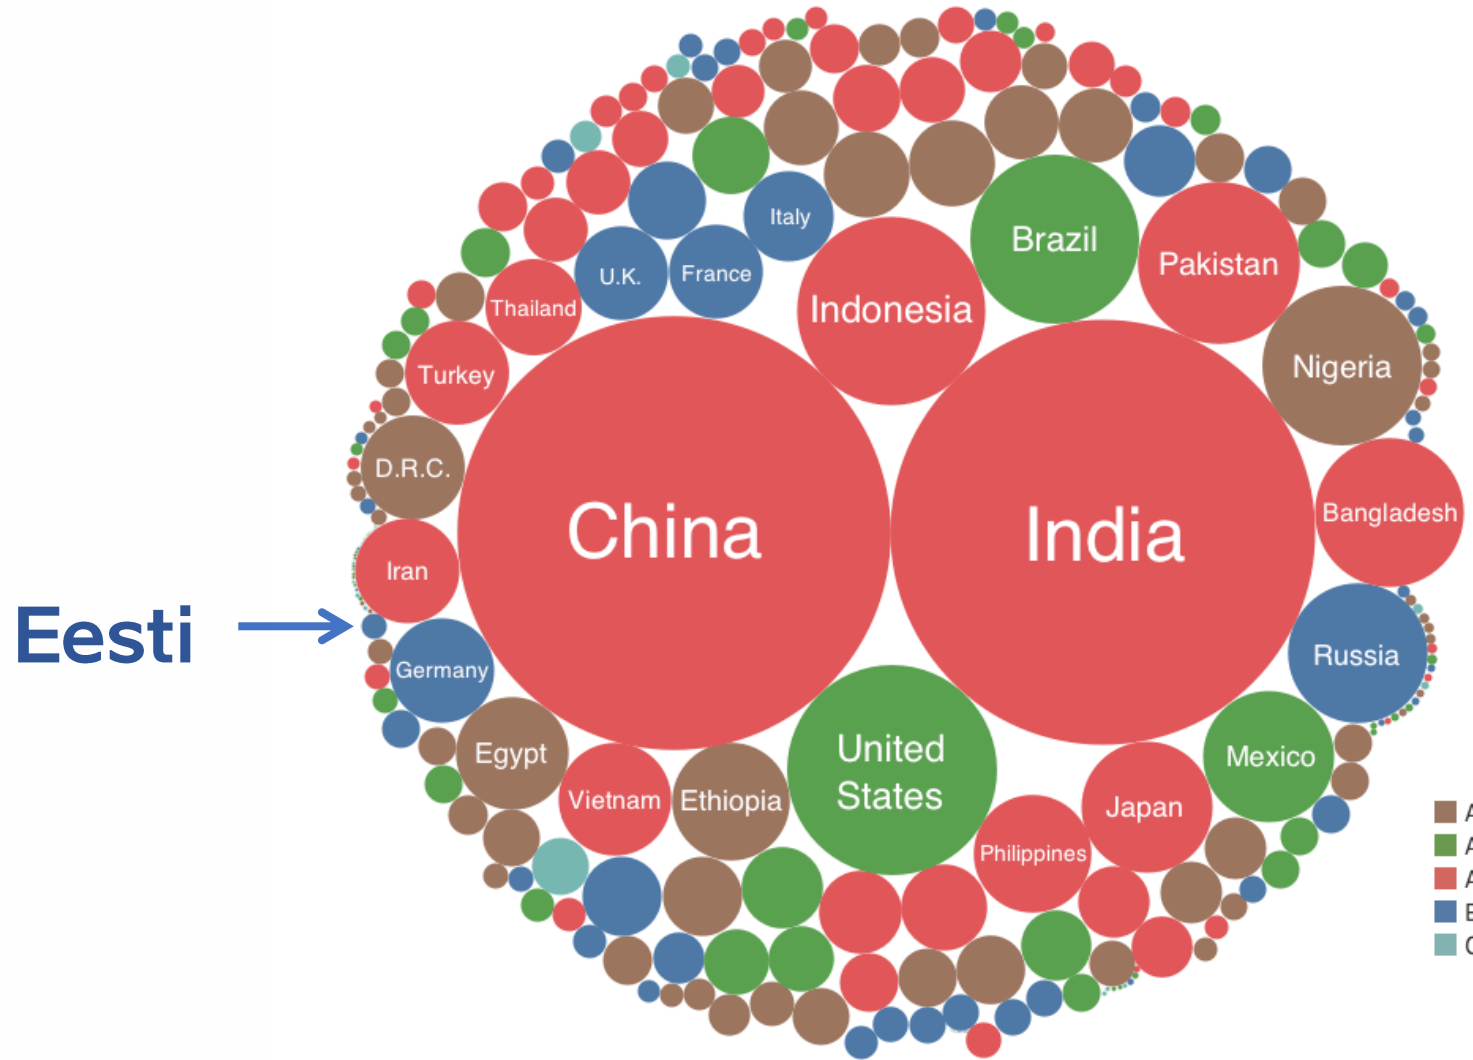 Italy
Brazil
Pakistan
U.K.
France
Thailand
Indonesia
Turkey
Nigeria
D.R.C.
China
India
Bangladesh
Iran
Eesti
Germany
Russia
Egypt
Vietnam
Ethiopia
United
States
Mexico
Japan
Philippines
A
A
A
E